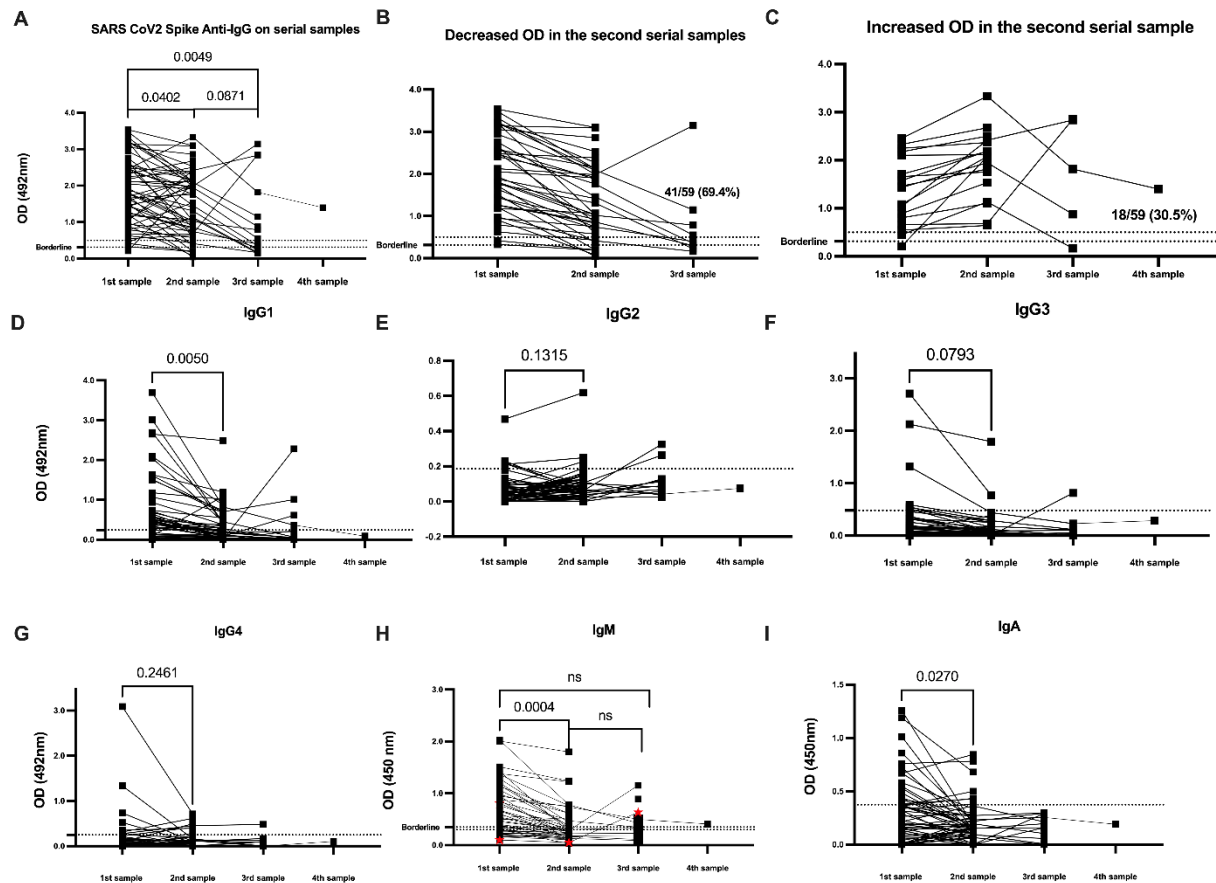 A
SARS CoV2 Spike Anti-IgG on serial samples
0.0049
0.0402 0.0871
OD (492nm)
4.0
3.0
2.0
1.0
Borderline
0.0
1st sample 2nd sample 3rd sample 4th sample
B
Decreased OD in the second serial samples
4.0
3.0
2.0
1.0
Borderline
0.0
41/59 (69.4%)
1st sample 2nd sample 3rd sample
C
Increased OD in the second serial sample
4.0
3.0
2.0
1.0
Borderline
0.0
18/59 (30.5%)
1st sample 2nd sample 3rd sample 4th sample
D
IgG1
0.0050
OD (492nm)
4.0
3.0
2.0
1.0
0.0
1st sample 2nd sample 3rd sample 4th sample
E
IgG2
0.1315
0.8
0.6
0.4
0.2
0.0
-0.2
1st sample 2nd sample 3rd sample 4th sample
F
IgG3
0.0793
3.0
2.0
1.0
0.0
1st sample 2nd sample 3rd sample 4th sample
G
IgG4
0.2461
OD (492nm)
3.0
2.0
1.0
0.0
1st sample 2nd sample 3rd sample 4th sample
H
IgM
ns
0.0004 ns
OD (450 nm)
3.0
2.0
1.0
Borderline
0.0
1st sample 2nd sample 3rd sample 4th sample
I
IgA
0.0270
OD (450nm)
1.5
1.0
0.5
0.0
1st sample 2nd sample 3rd sample 4th sample